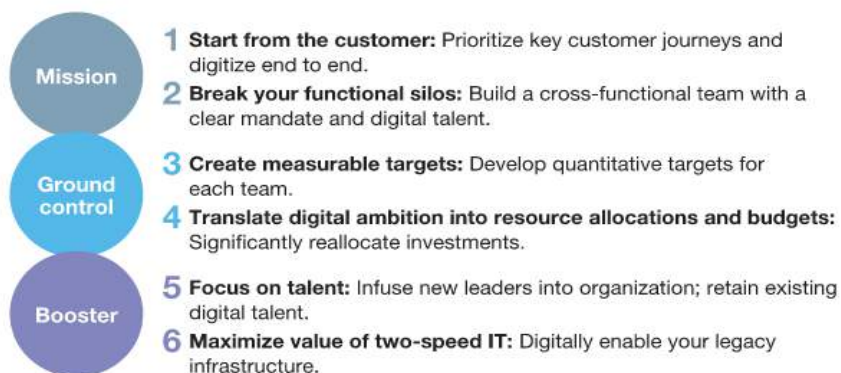 Mission
1 Start from the customer: Prioritize key customer journeys and
digitize end to end.
2 Break your functional silos: Build a cross-functional team with a
clear mandate and digital talent.
Ground
control
3 Create measurable targets: Develop quantitative targets for
each team.
4 Translate digital ambition into resource allocations and budgets:
Significantly reallocate investments.
Booster
5 Focus on talent: Infuse new leaders into organization; retain existing
digital talent.
6 Maximize value of two-speed IT: Digitally enable your legacy
infrastructure.